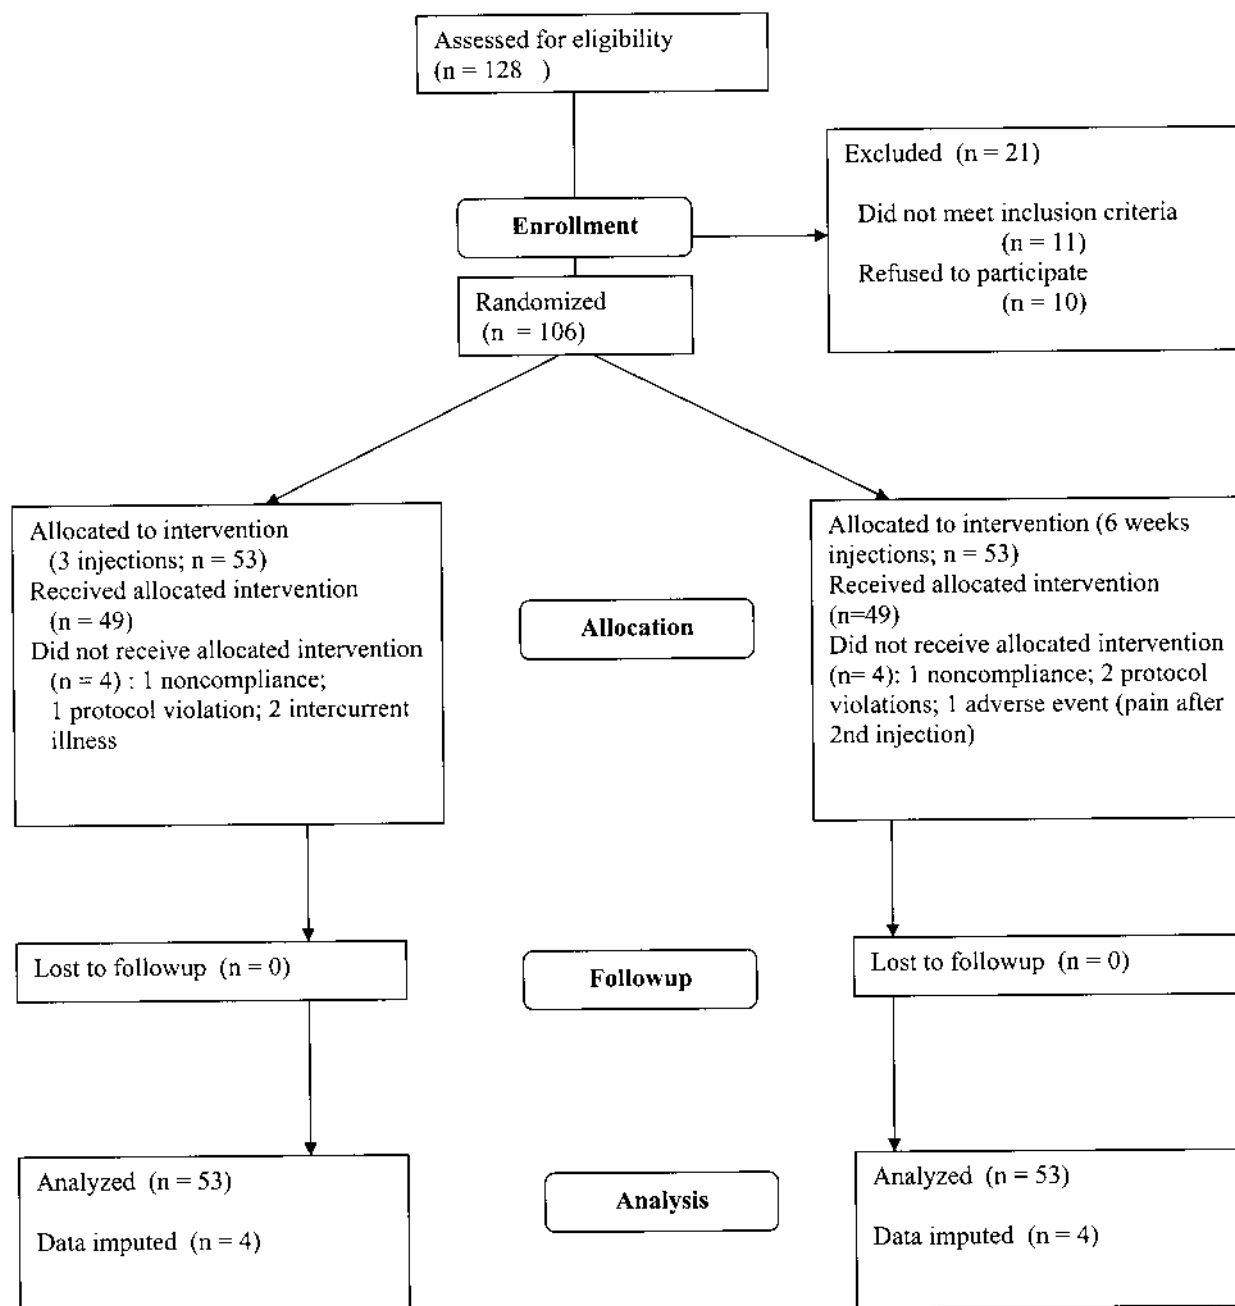 Assessed for eligibility
(n = 128 )
Excluded (n = 21)
Did not meet inclusion criteria
(n = 11)
Refused to participate
(n = 10)
Enrollment
Randomized
(n = 106)
Allocated to intervention
(3 injections; n = 53)
Received allocated intervention
(n = 49)
Did not receive allocated intervention
(n = 4) : 1 noncompliance;
1 protocol violation; 2 intercurrent
illness
Allocation
Allocated to intervention (6 weeks
injections; n = 53)
Received allocated intervention
(n=49)
Did not receive allocated intervention
(n= 4): 1 noncompliance; 2 protocol
violations; 1 adverse event (pain after
2nd injection)
Lost to followup (n = 0)
Followup
Lost to followup (n = 0)
Analyzed (n = 53)
Data imputed (n = 4)
Analysis
Analyzed (n = 53)
Data imputed (n = 4)